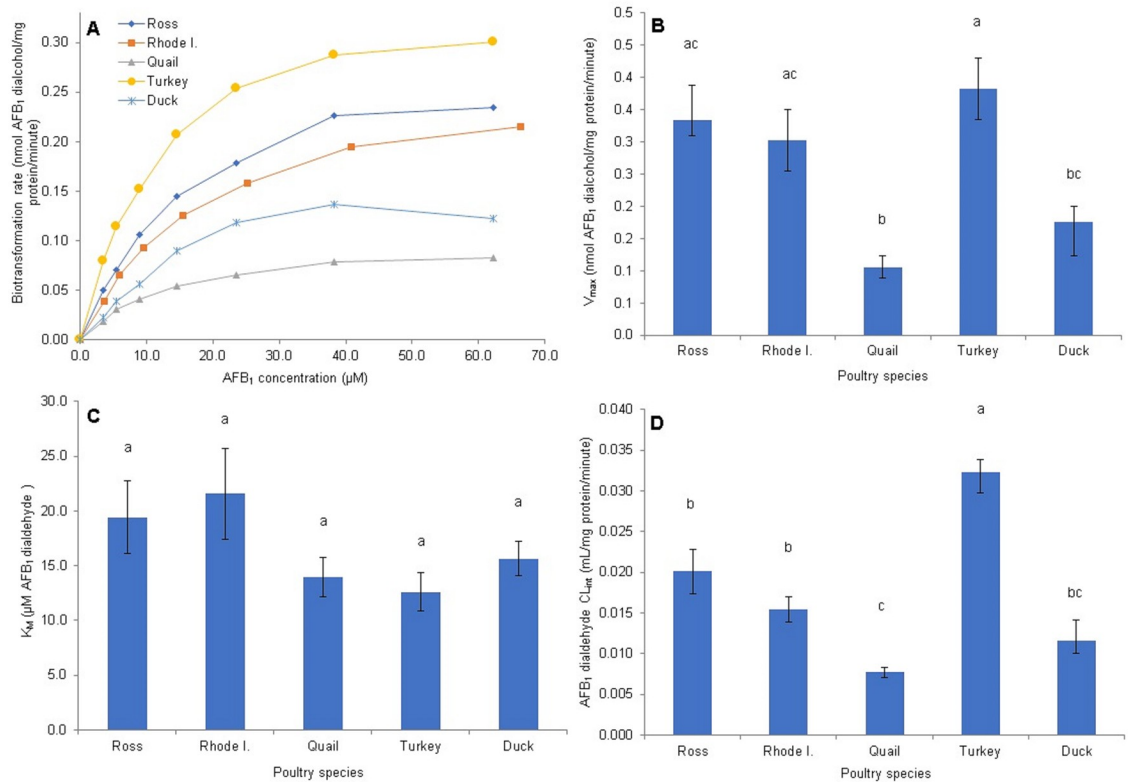 A
Ross
Rhode I.
Quail
Turkey
Duck
Biotransformation rate (nmol AFB₁ dialcohol/mg
protein/minute)
0.30
0.25
0.20
0.15
0.10
0.05
0.00
0.0 10.0 20.0 30.0 40.0 50.0 60.0 70.0
AFB₁ concentration (µM)
B
Vmax (nmol AFB₁ dialcohol/mg protein/minute)
0.5
0.5
0.4
0.4
0.3
0.3
0.2
0.2
0.1
0.1
0.0
ac ac b a bc
Ross Rhode I. Quail Turkey Duck
Poultry species
C
KM (µM AFB₁ dialdehyde )
30.0
25.0
20.0
15.0
10.0
5.0
0.0
a a a a a
Ross Rhode I. Quail Turkey Duck
Poultry species
D
AFB₁ dialdehyde CLint (mL/mg protein/minute)
0.040
0.035
0.030
0.025
0.020
0.015
0.010
0.005
0.000
b b c a bc
Ross Rhode I. Quail Turkey Duck
Poultry species